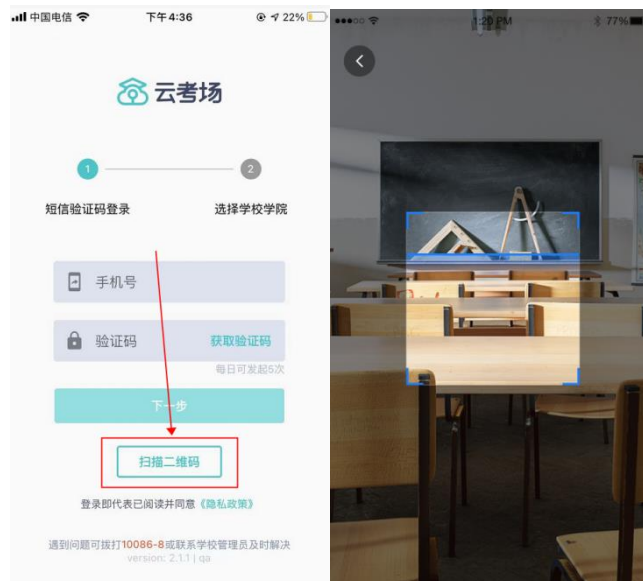 中国电信
下午4:36
22%
云考场
1
2
短信验证码登录
选择学校学院
手机号
验证码
获取验证码
每日可发起5次
下一步
扫描二维码
登录即代表已阅读并同意《隐私政策》
遇到问题可拨打10086-8或联系学校管理员及时解决
version: 2.1.1 | qa
1:20 PM
77%